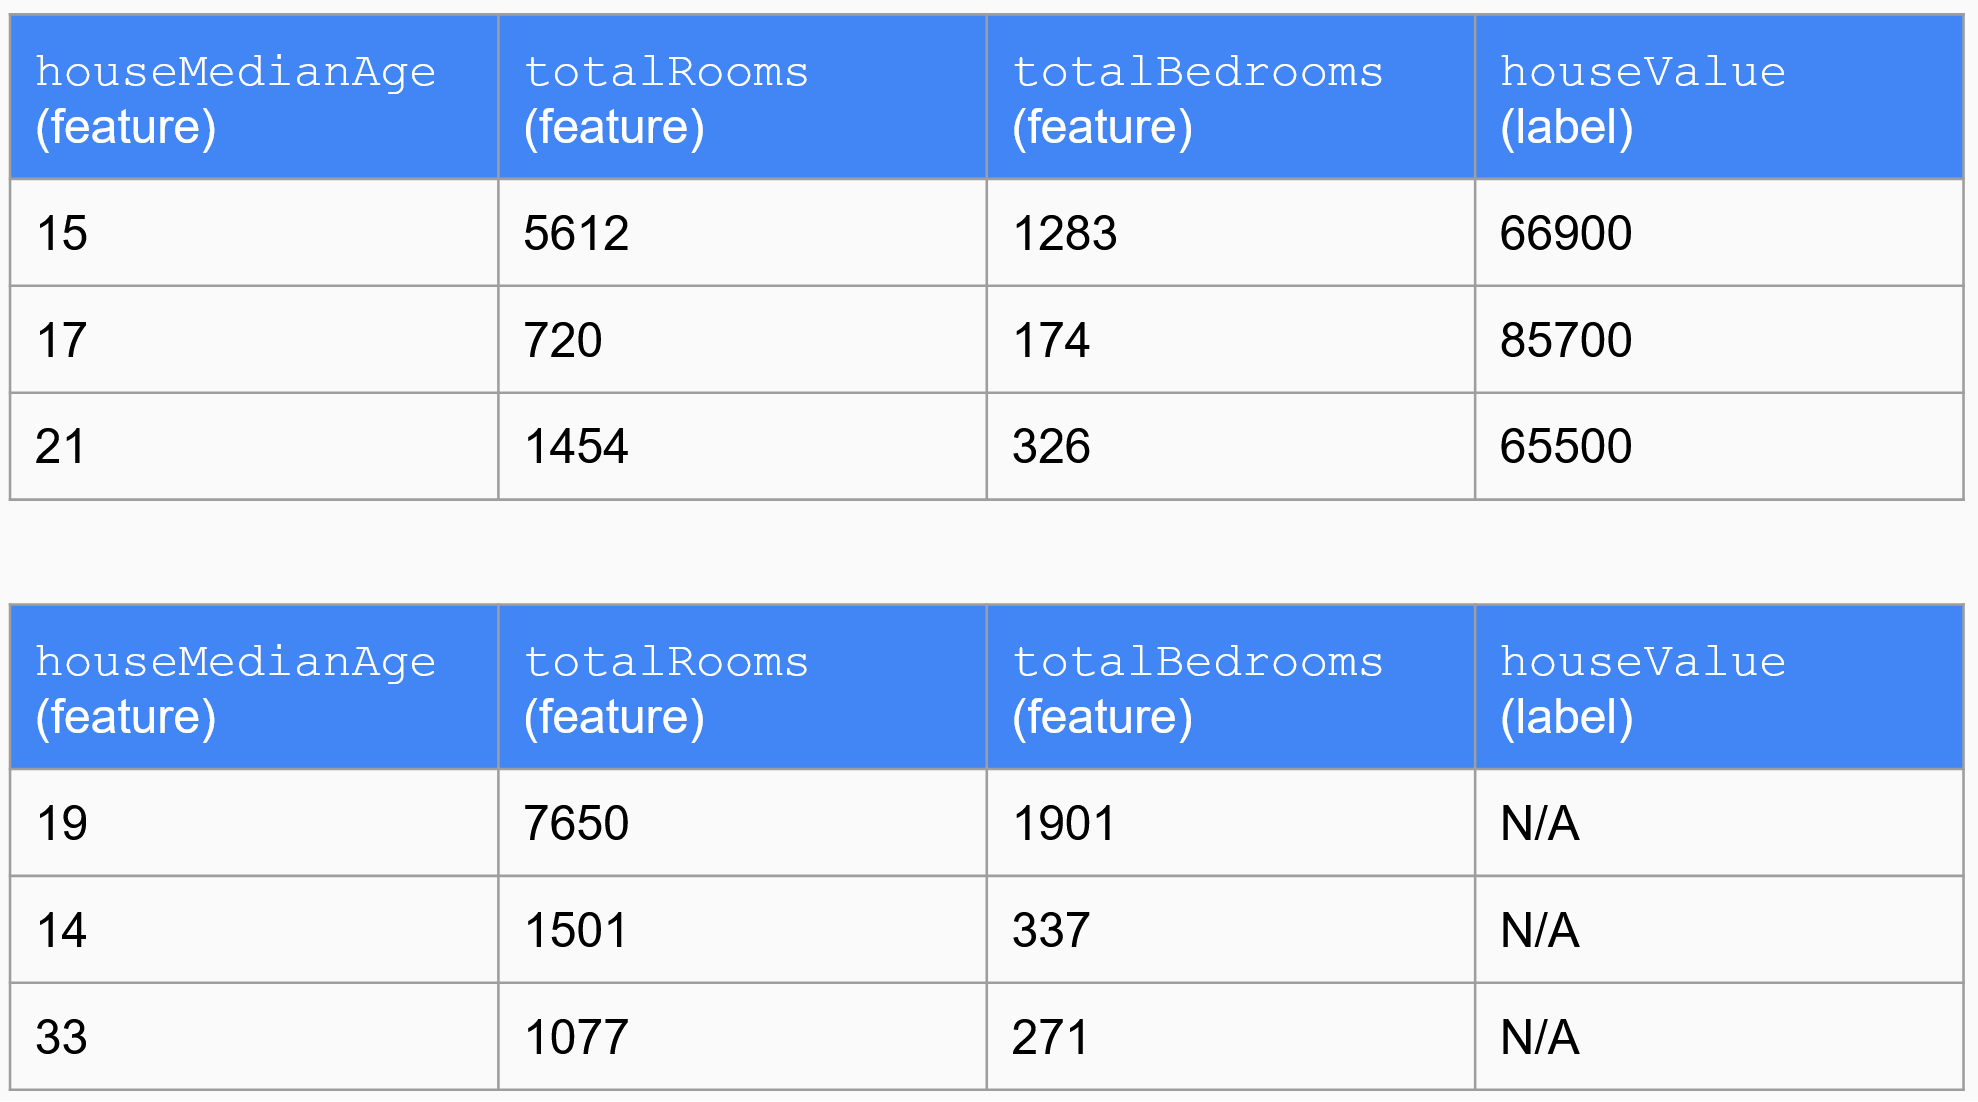 houseMedianAge (feature) totalRooms (feature) totalBedrooms (feature) houseValue (label)
15 5612 1283 66900
17 720 174 85700
21 1454 326 65500
houseMedianAge (feature) totalRooms (feature) totalBedrooms (feature) houseValue (label)
19 7650 1901 N/A
14 1501 337 N/A
33 1077 271 N/A